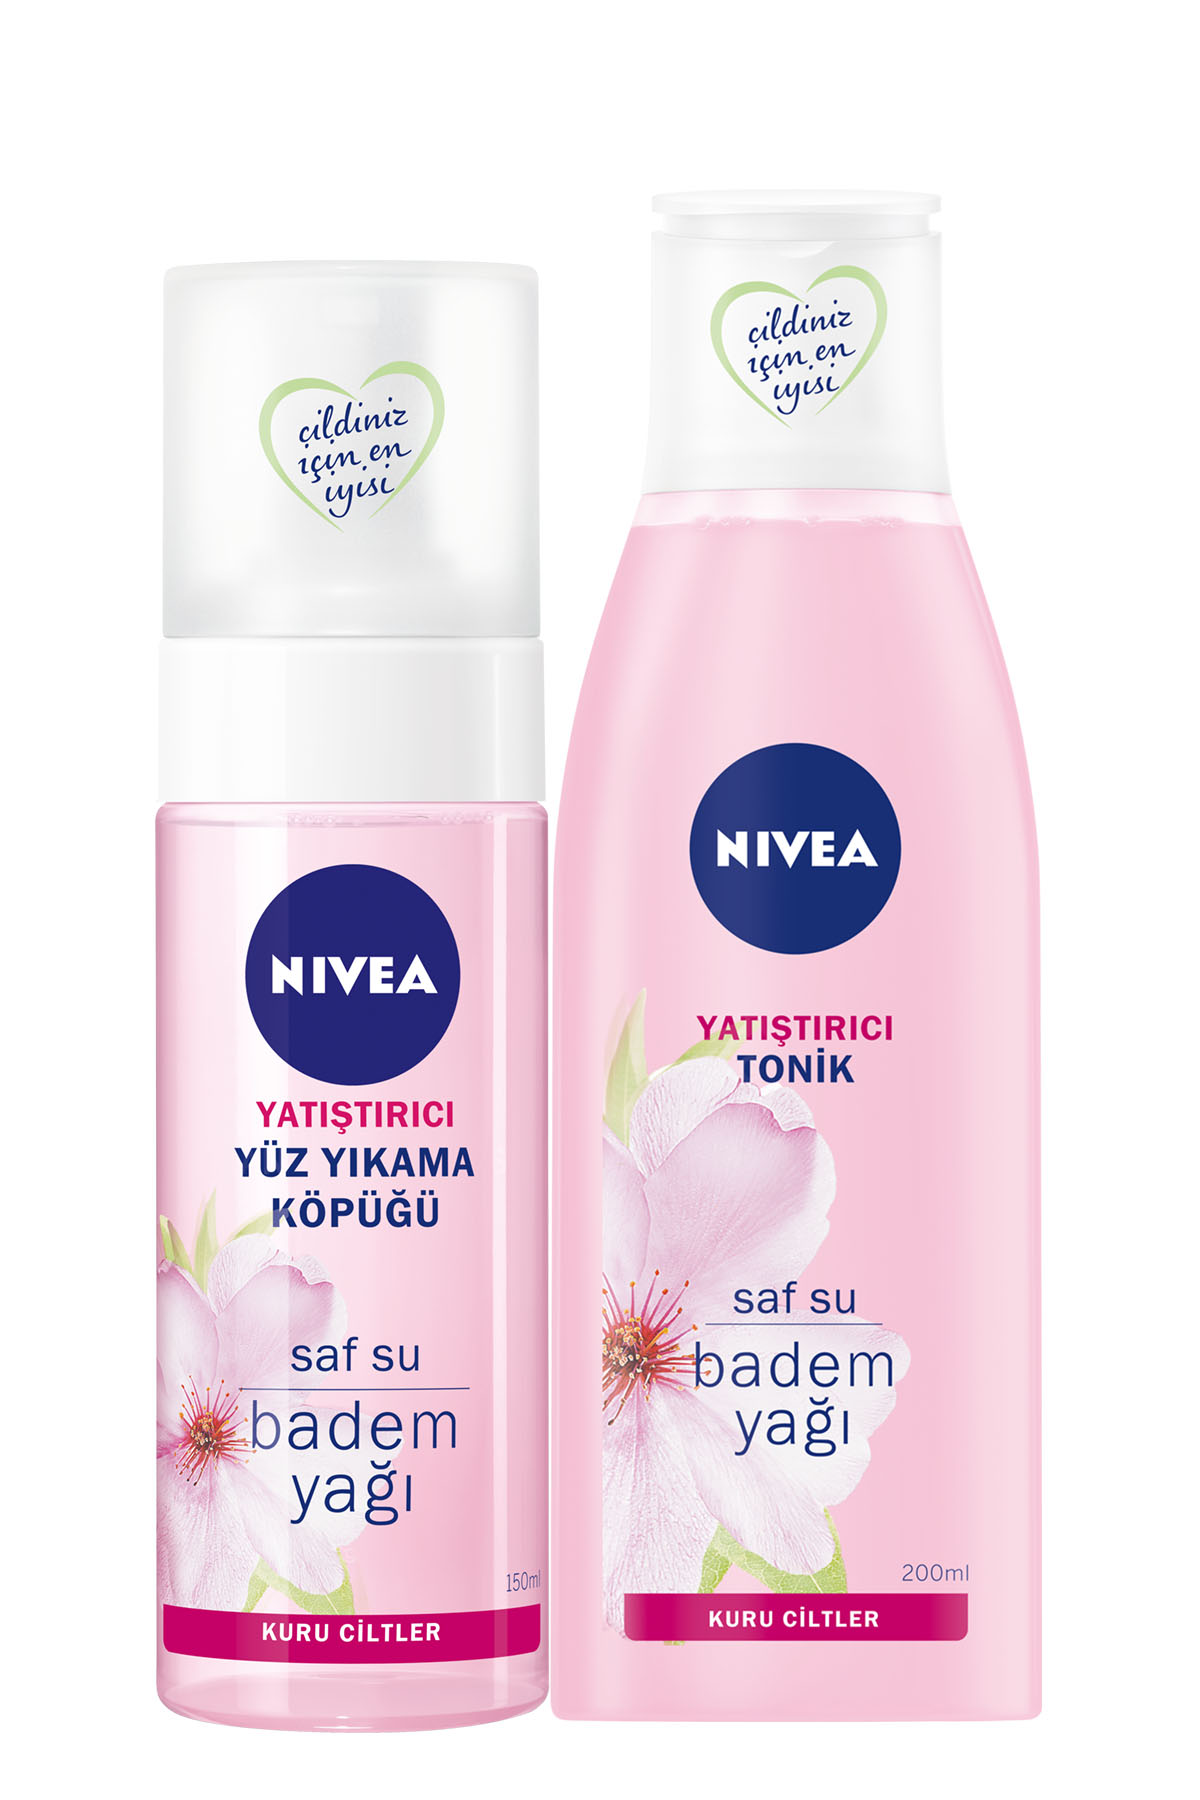 çildiniz
için en
iyisi
NIVEA
YATIŞTIRICI
YÜZ YIKAMA
KÖPÜĞÜ
saf su
badem
yağı
150ml
KURU CİLTLER
çildiniz
için en
iyisi
NIVEA
YATIŞTIRICI
TONİK
saf su
badem
yağı
200ml
KURU CİLTLER